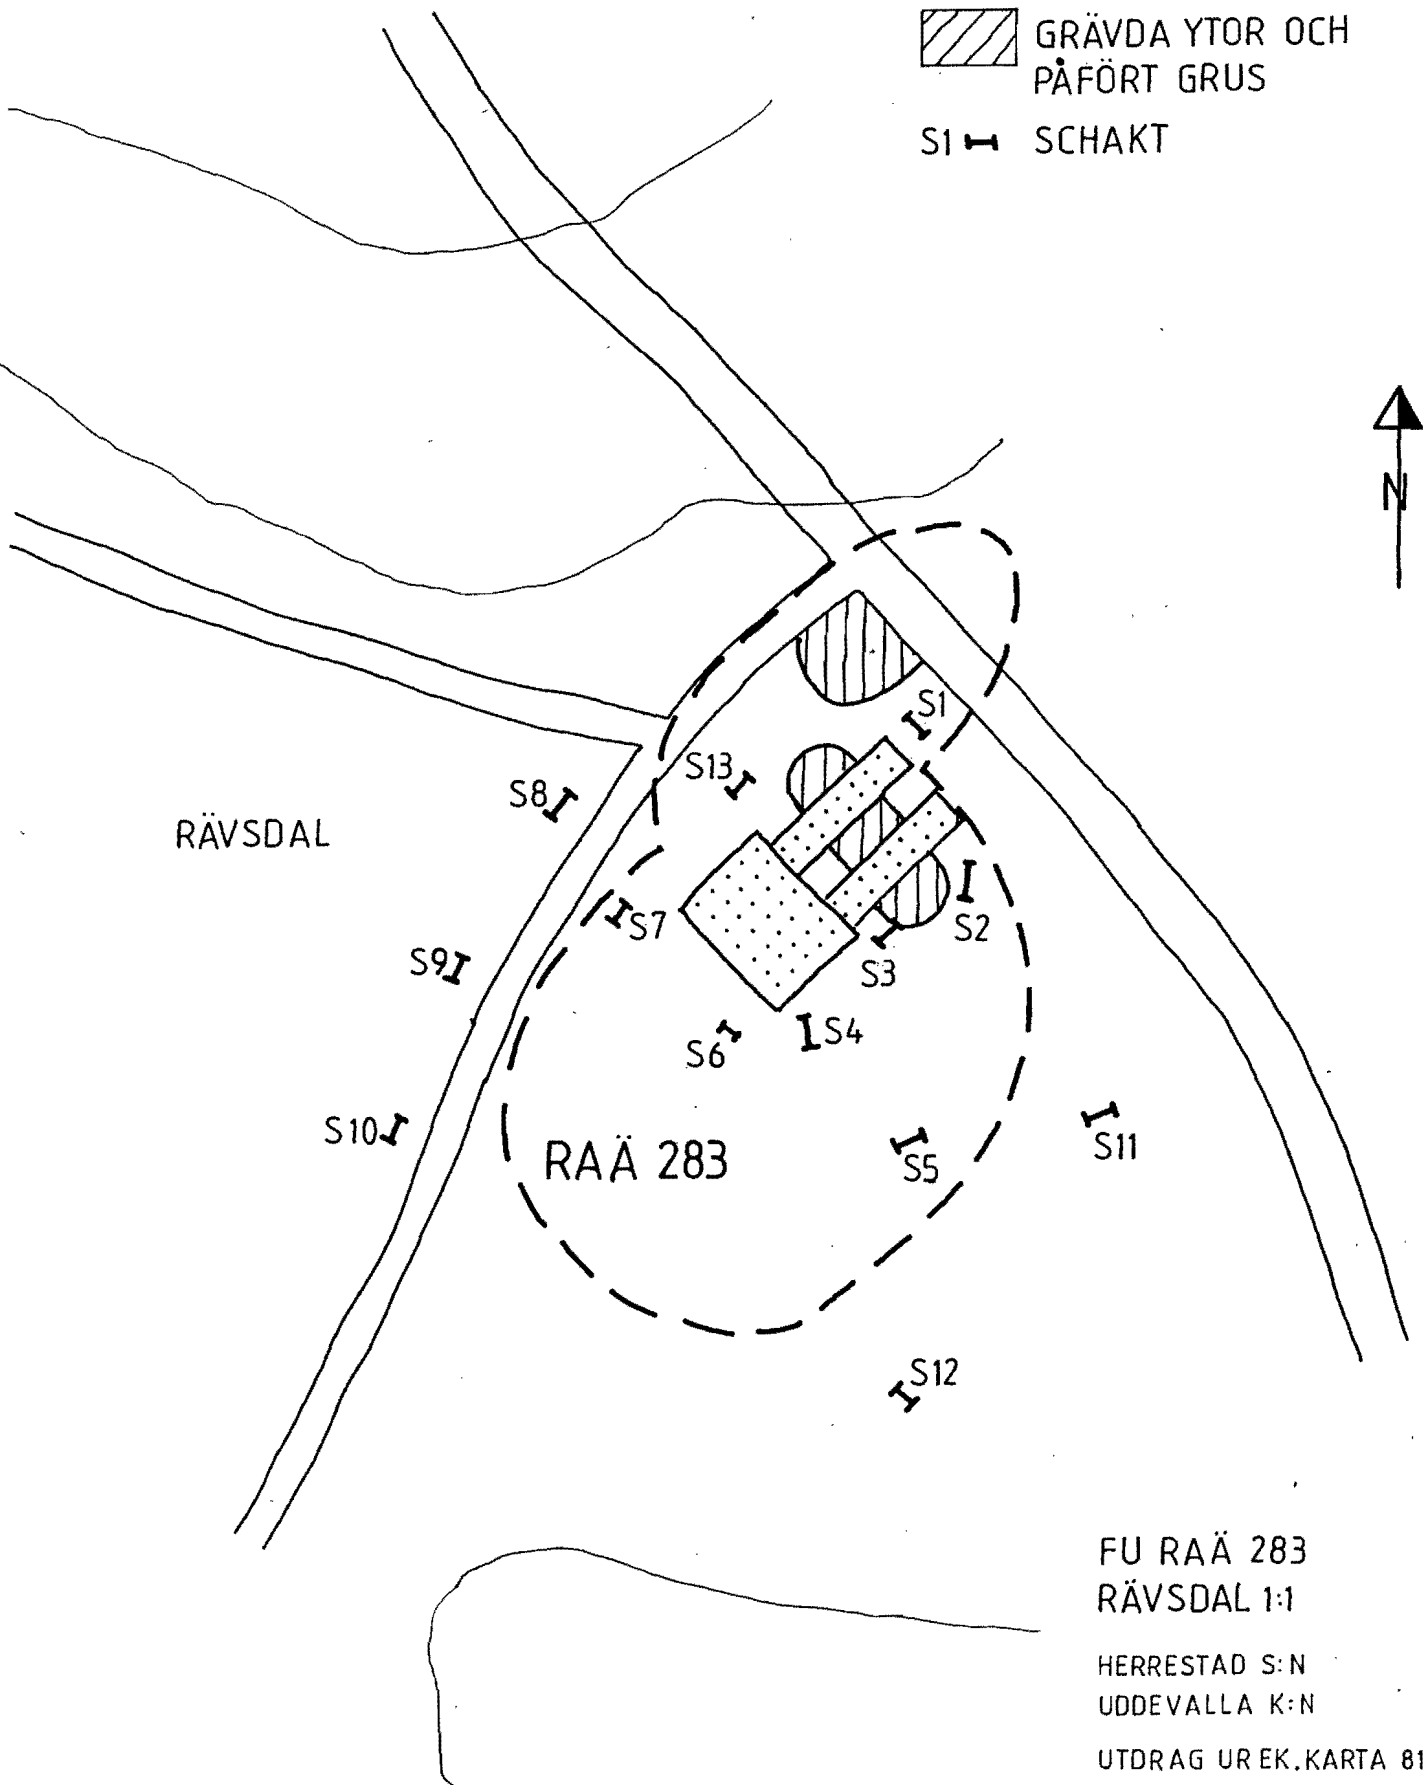 GRÄVDA YTOR OCH
PÅFÖRT GRUS
S1 SCHAKT
N
S1
S13
S8
RÄVSDAL
S7
S2
S9
S3
S4
S6
S10
S11
RAÄ 283
S5
S12
FU RAÄ 283
RÄVSDAL 1:1
HERRESTAD S:N
UDDEVALLA K:N
UTDRAG UR EK.KARTA 81